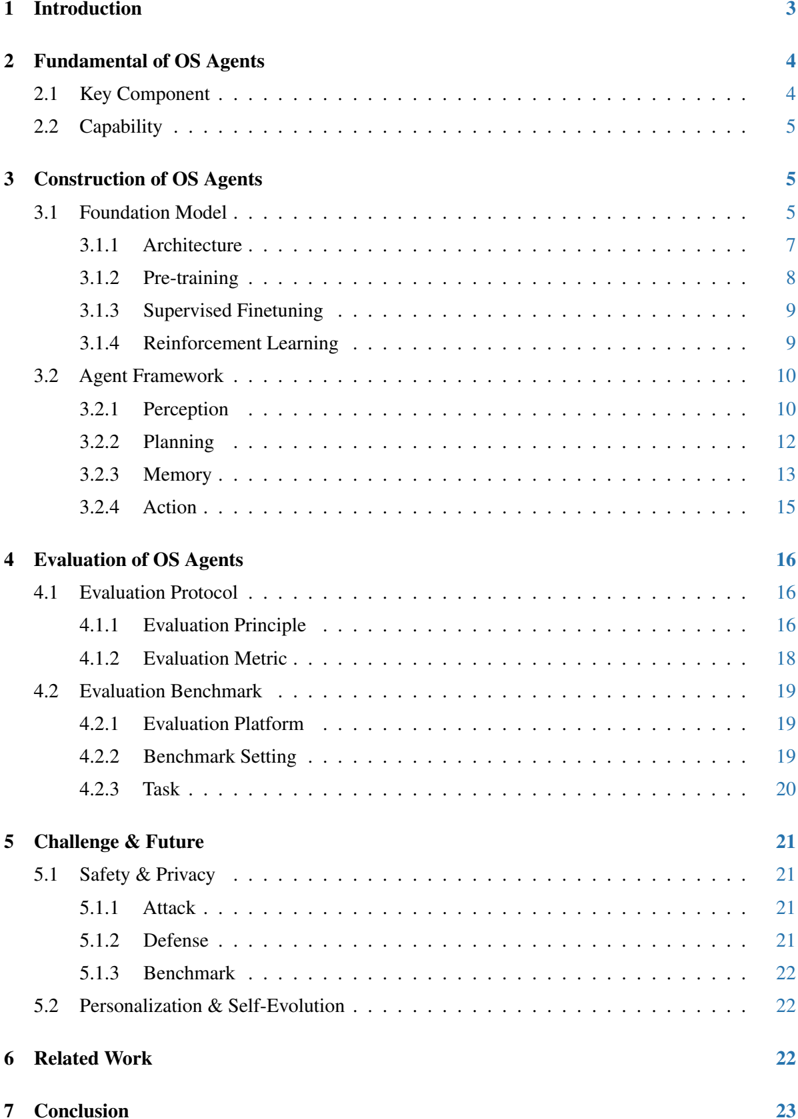 1 Introduction 3
2 Fundamental of OS Agents 4
2.1 Key Component . . . . . . . . . . . . . . . . . . . . . . . . . . . . . . . . . . . . 4
2.2 Capability . . . . . . . . . . . . . . . . . . . . . . . . . . . . . . . . . . . . . . . 5
3 Construction of OS Agents 5
3.1 Foundation Model . . . . . . . . . . . . . . . . . . . . . . . . . . . . . . . . . . . 5
3.1.1 Architecture . . . . . . . . . . . . . . . . . . . . . . . . . . . . . . . . . . 7
3.1.2 Pre-training . . . . . . . . . . . . . . . . . . . . . . . . . . . . . . . . . . 8
3.1.3 Supervised Finetuning . . . . . . . . . . . . . . . . . . . . . . . . . . . . 9
3.1.4 Reinforcement Learning . . . . . . . . . . . . . . . . . . . . . . . . . . . 9
3.2 Agent Framework . . . . . . . . . . . . . . . . . . . . . . . . . . . . . . . . . . . 10
3.2.1 Perception . . . . . . . . . . . . . . . . . . . . . . . . . . . . . . . . . . 10
3.2.2 Planning . . . . . . . . . . . . . . . . . . . . . . . . . . . . . . . . . . . 12
3.2.3 Memory . . . . . . . . . . . . . . . . . . . . . . . . . . . . . . . . . . . . 13
3.2.4 Action . . . . . . . . . . . . . . . . . . . . . . . . . . . . . . . . . . . . . 15
4 Evaluation of OS Agents 16
4.1 Evaluation Protocol . . . . . . . . . . . . . . . . . . . . . . . . . . . . . . . . . . 16
4.1.1 Evaluation Principle . . . . . . . . . . . . . . . . . . . . . . . . . . . . . 16
4.1.2 Evaluation Metric . . . . . . . . . . . . . . . . . . . . . . . . . . . . . . . 18
4.2 Evaluation Benchmark . . . . . . . . . . . . . . . . . . . . . . . . . . . . . . . . 19
4.2.1 Evaluation Platform . . . . . . . . . . . . . . . . . . . . . . . . . . . . . 19
4.2.2 Benchmark Setting . . . . . . . . . . . . . . . . . . . . . . . . . . . . . . 19
4.2.3 Task . . . . . . . . . . . . . . . . . . . . . . . . . . . . . . . . . . . . . . 20
5 Challenge & Future 21
5.1 Safety & Privacy . . . . . . . . . . . . . . . . . . . . . . . . . . . . . . . . . . . 21
5.1.1 Attack . . . . . . . . . . . . . . . . . . . . . . . . . . . . . . . . . . . . . 21
5.1.2 Defense . . . . . . . . . . . . . . . . . . . . . . . . . . . . . . . . . . . . 21
5.1.3 Benchmark . . . . . . . . . . . . . . . . . . . . . . . . . . . . . . . . . . 22
5.2 Personalization & Self-Evolution . . . . . . . . . . . . . . . . . . . . . . . . . . . 22
6 Related Work 22
7 Conclusion 23